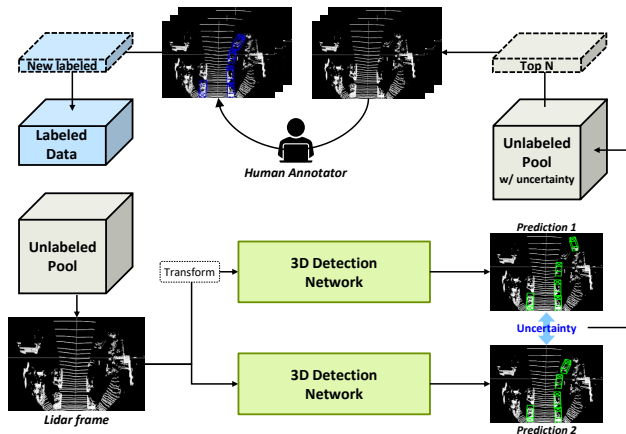 New labeled
Top N
Labeled
Data
Human Annotator
Unlabeled
Pool
w/ uncertainty
Unlabeled
Pool
Prediction 1
Transform
3D Detection
Network
Uncertainty
3D Detection
Network
Lidar frame
Prediction 2